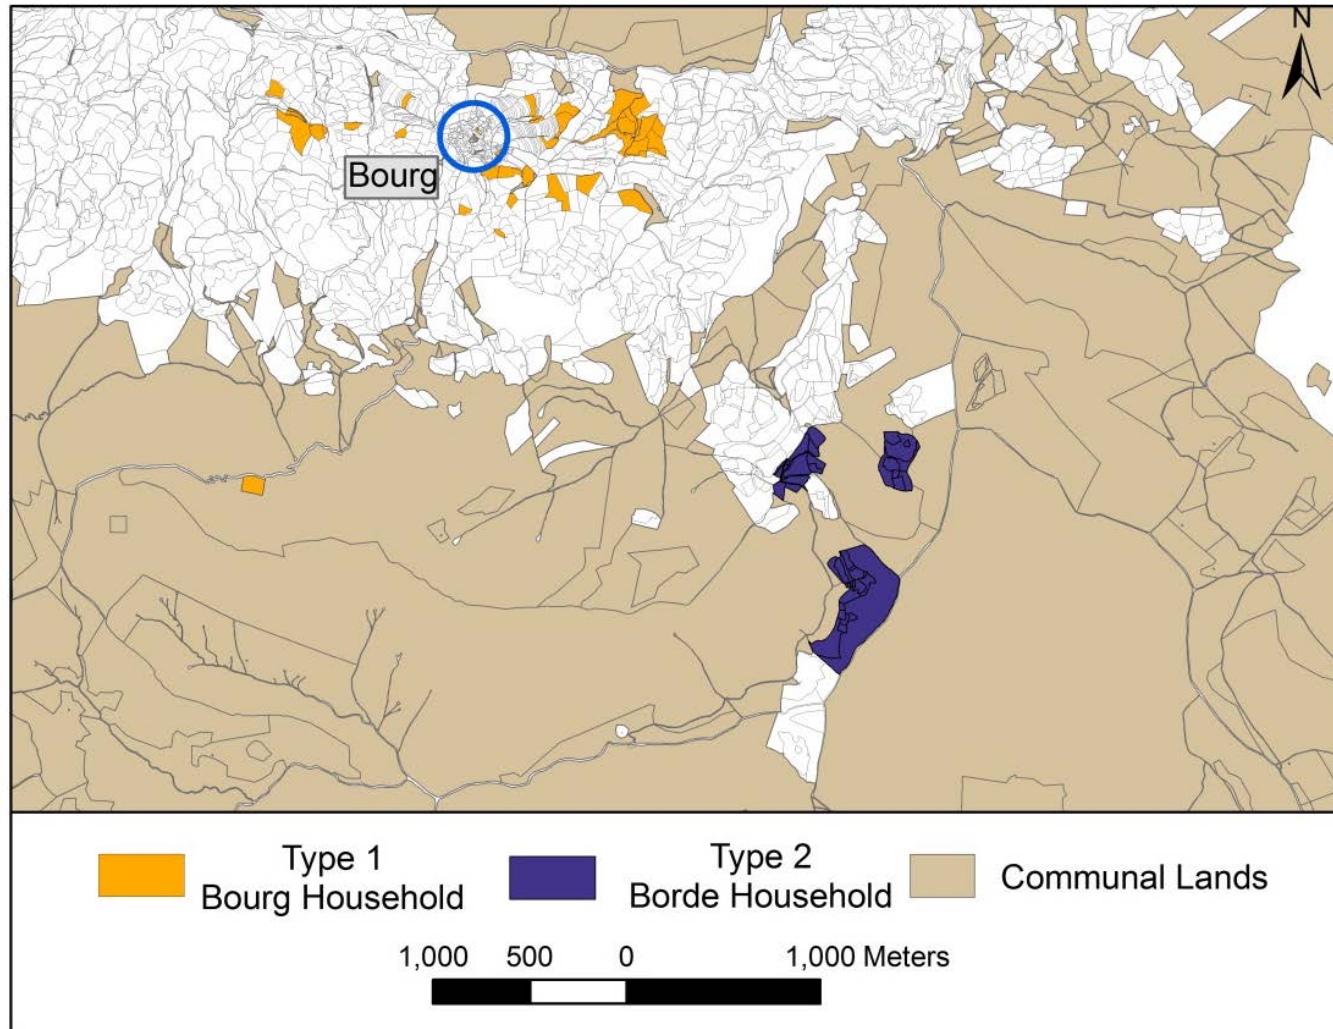 N
Bourg
Type 1
Bourg Household
Type 2
Borde Household
Communal Lands
1,000 500 0 1,000 Meters